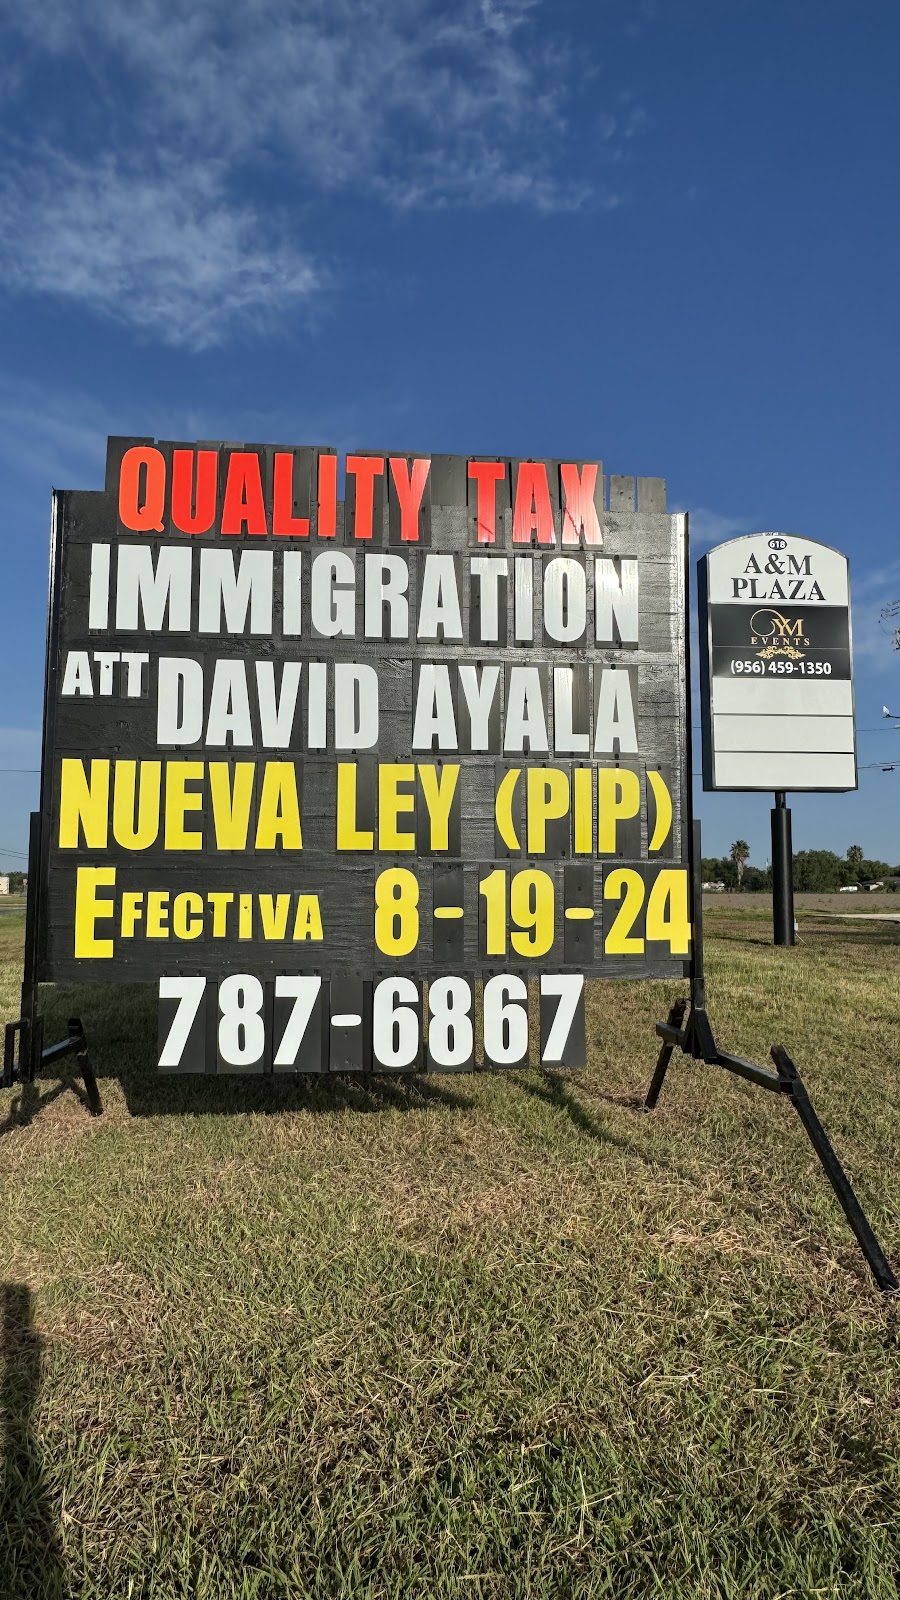 QUALITY TAX
IMMIGRATION
ATT DAVID AYALA
NUEVA LEY (PIP)
EFECTIVA 8-19-24
787-6867
618
A&M
PLAZA
YM
EVENTS
(956) 459-1350